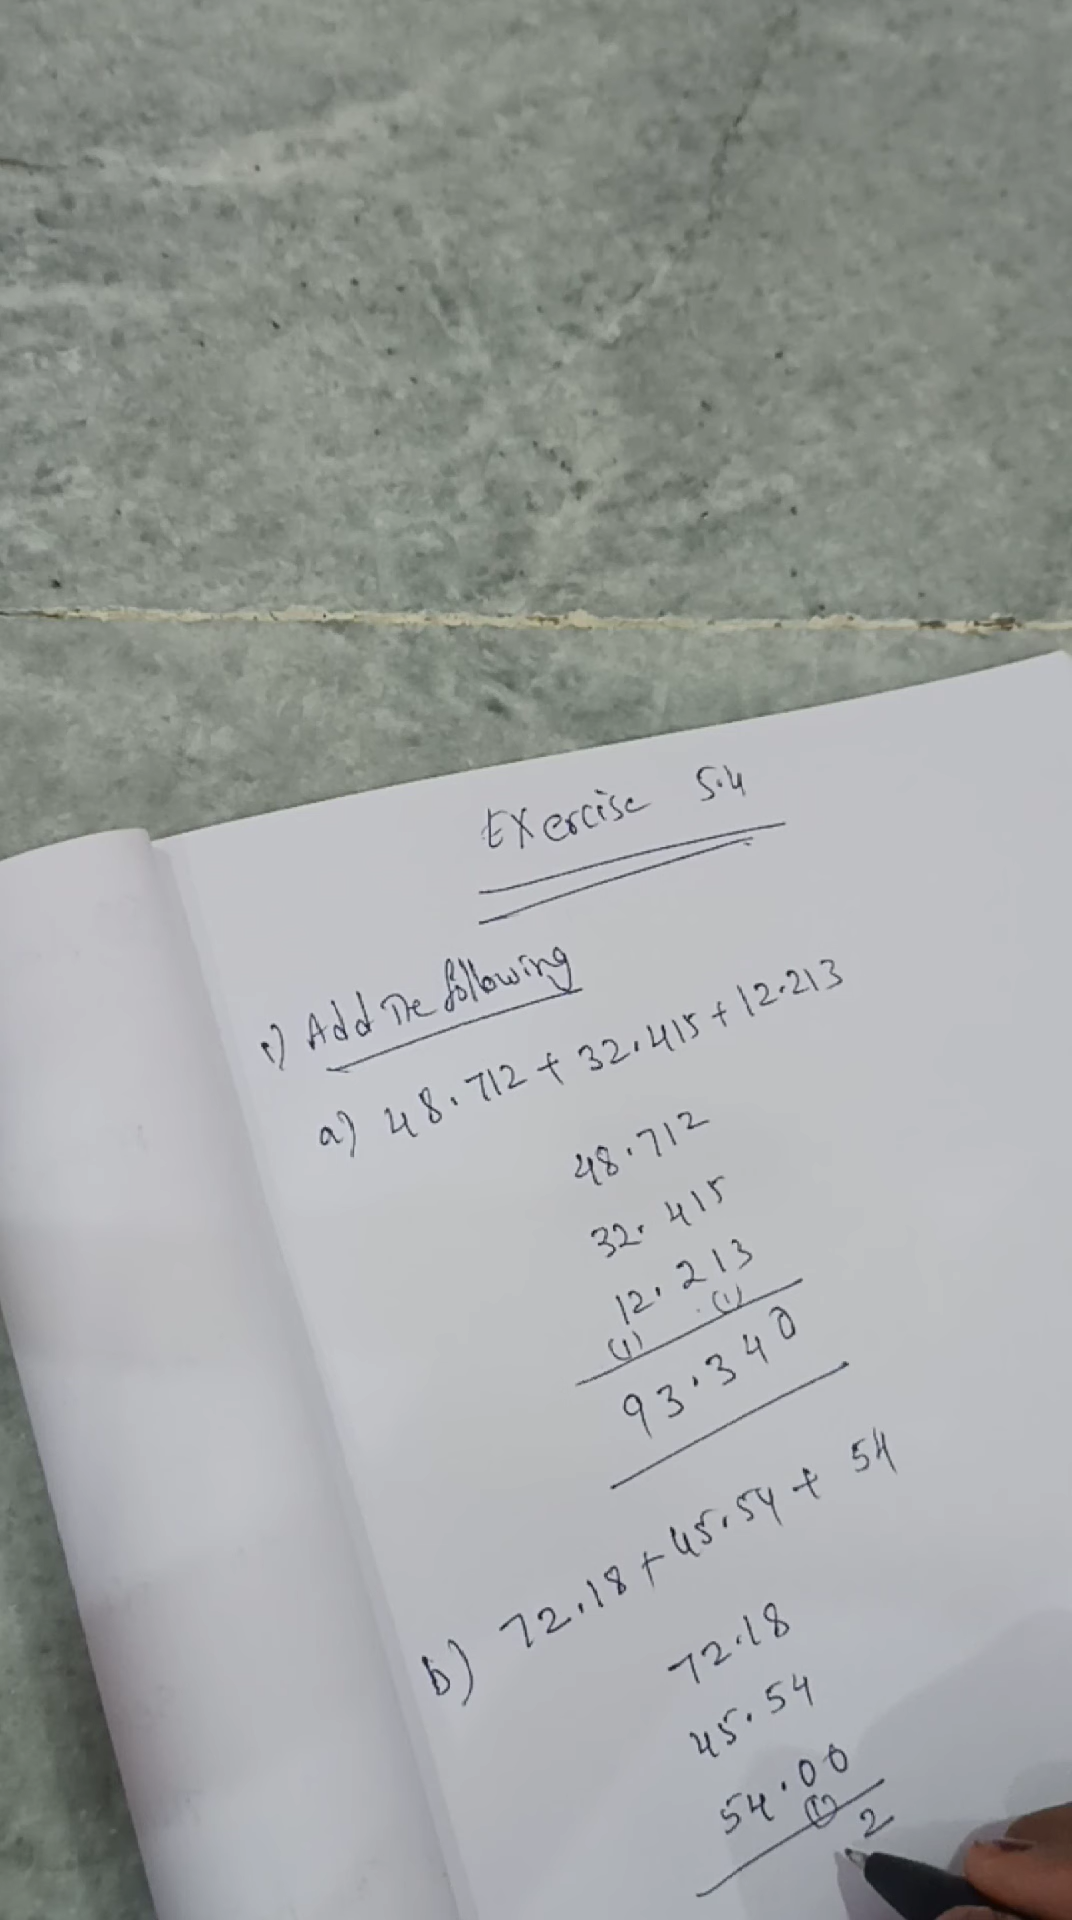 Exercise 5.4
1) Add The following
a) 48.712 + 32.415 + 12.213
48.712
32.415
12.213
(1) (1)
93.340
b) 72.18 + 45.54 + 54
72.18
45.54
54.00
(1)
2